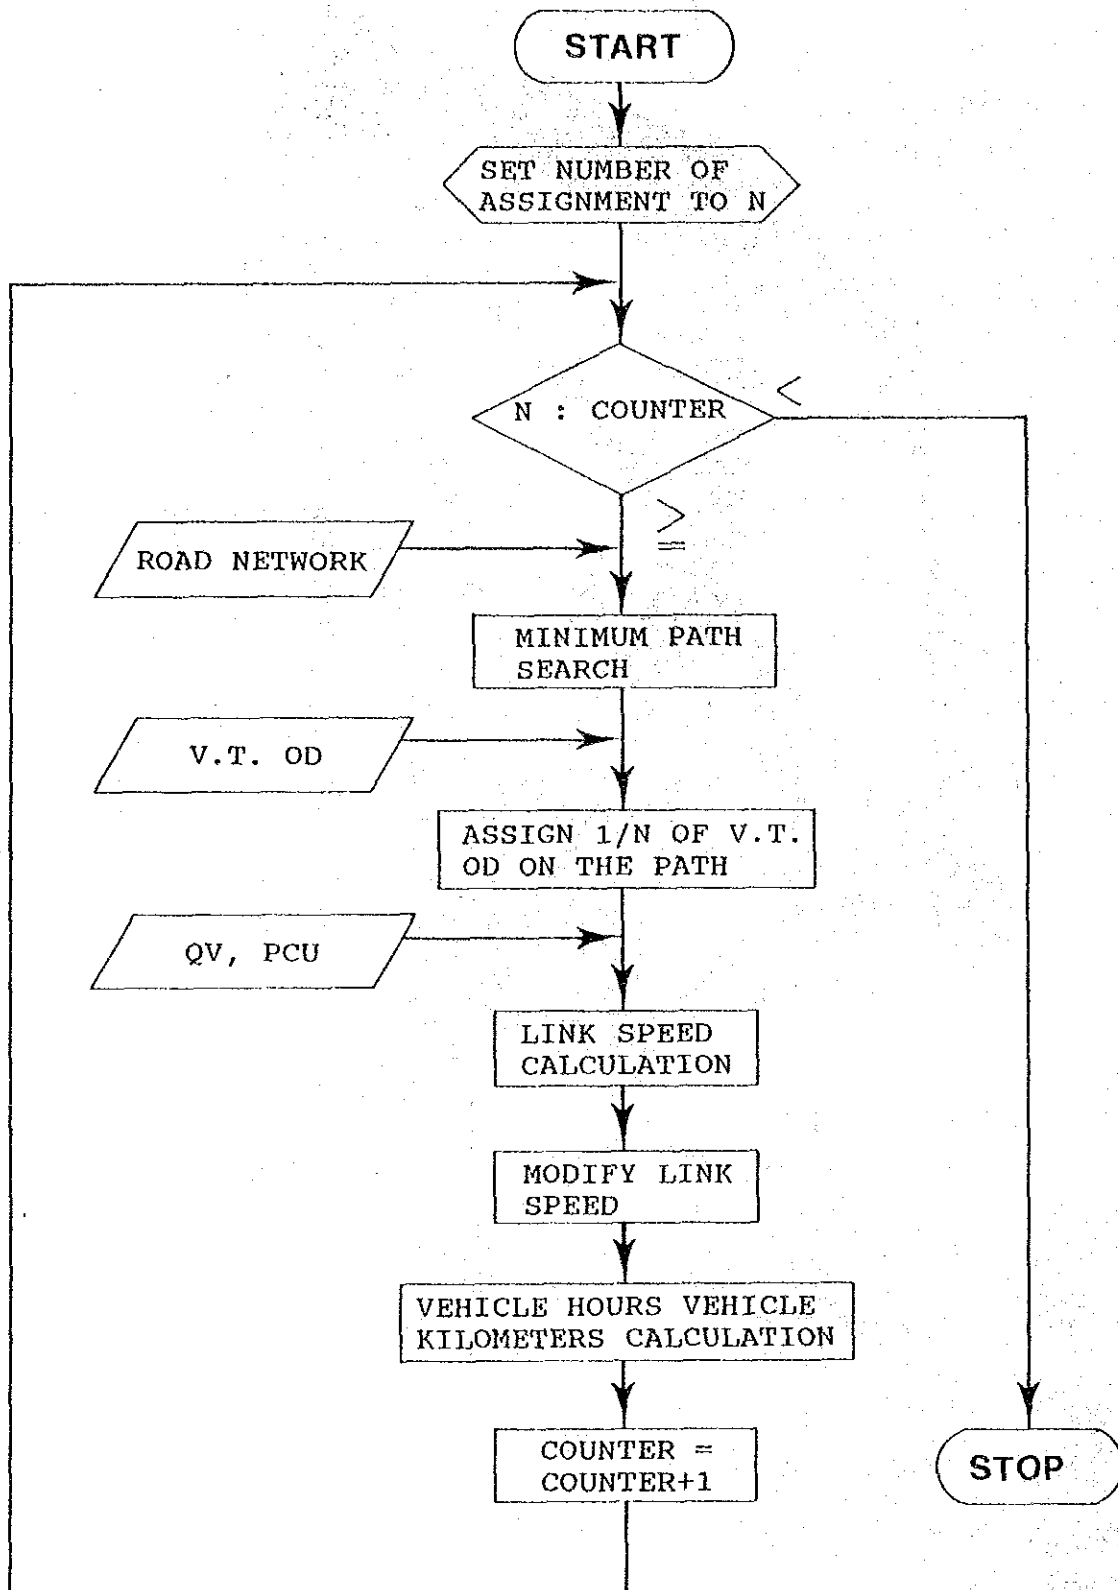 START
SET NUMBER OF
ASSIGNMENT TO N
N : COUNTER
<
>
=
ROAD NETWORK
MINIMUM PATH
SEARCH
V.T. OD
ASSIGN 1/N OF V.T.
OD ON THE PATH
QV, PCU
LINK SPEED
CALCULATION
MODIFY LINK
SPEED
VEHICLE HOURS VEHICLE
KILOMETERS CALCULATION
COUNTER =
COUNTER+1
STOP